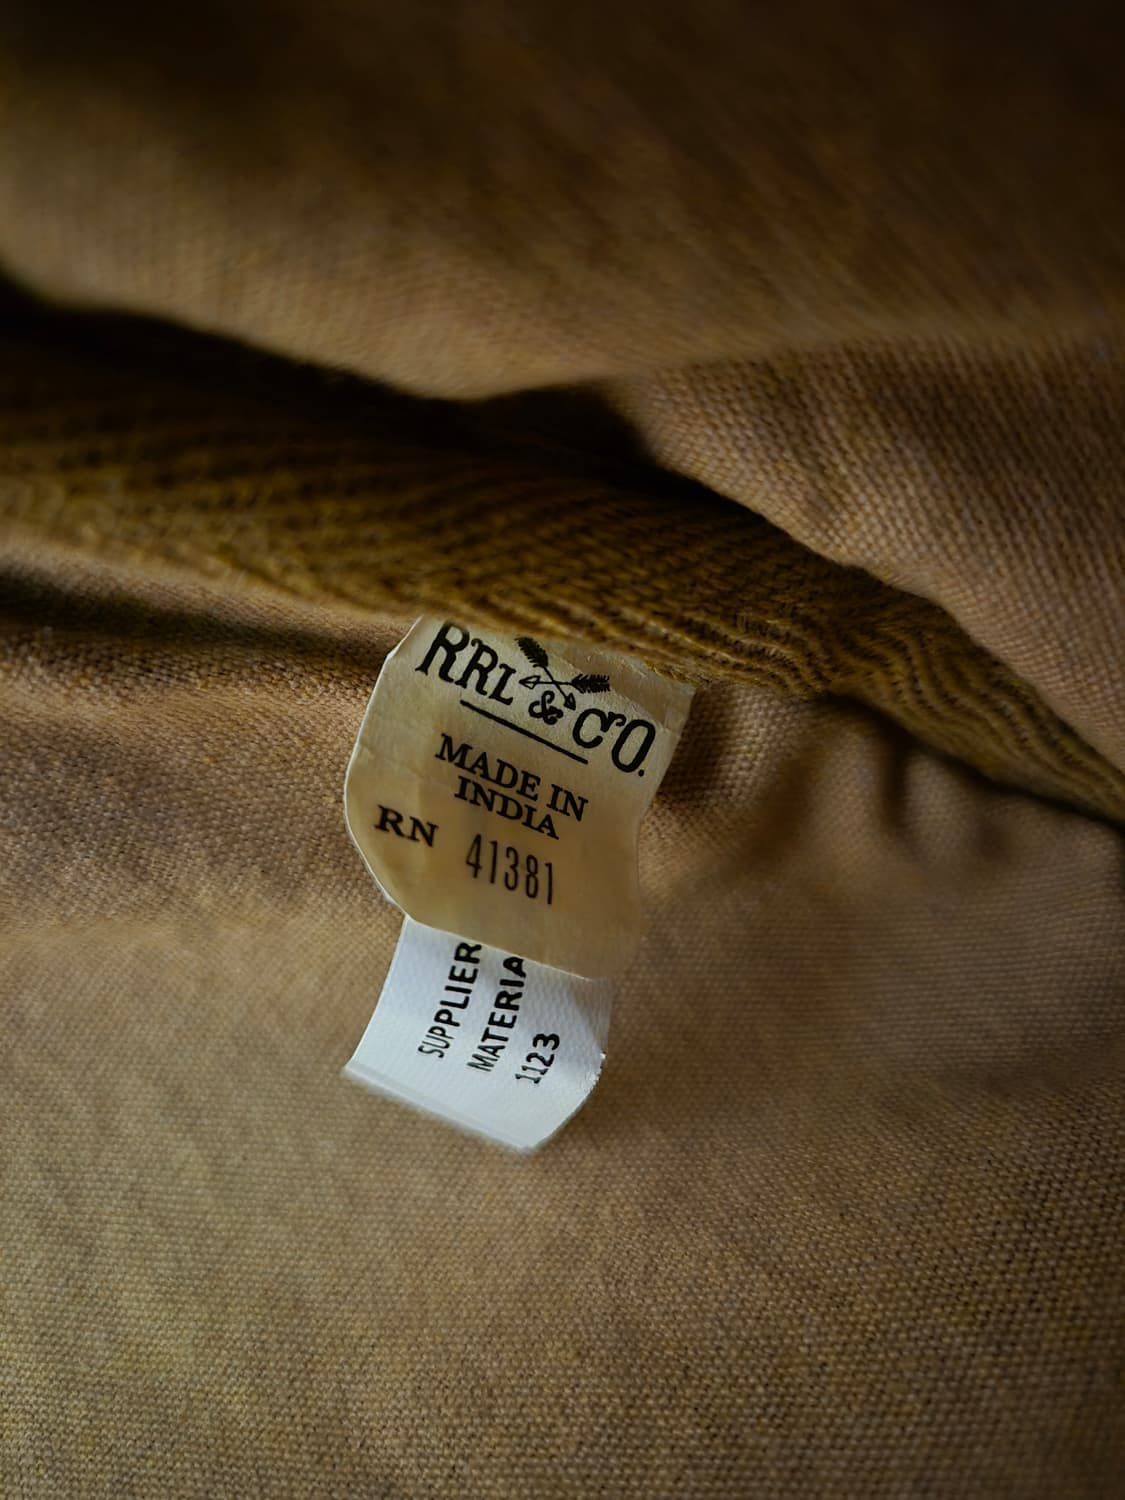 RRL & CO.
MADE IN
INDIA
RN 41381
SUPPLIER
MATERIA
1123